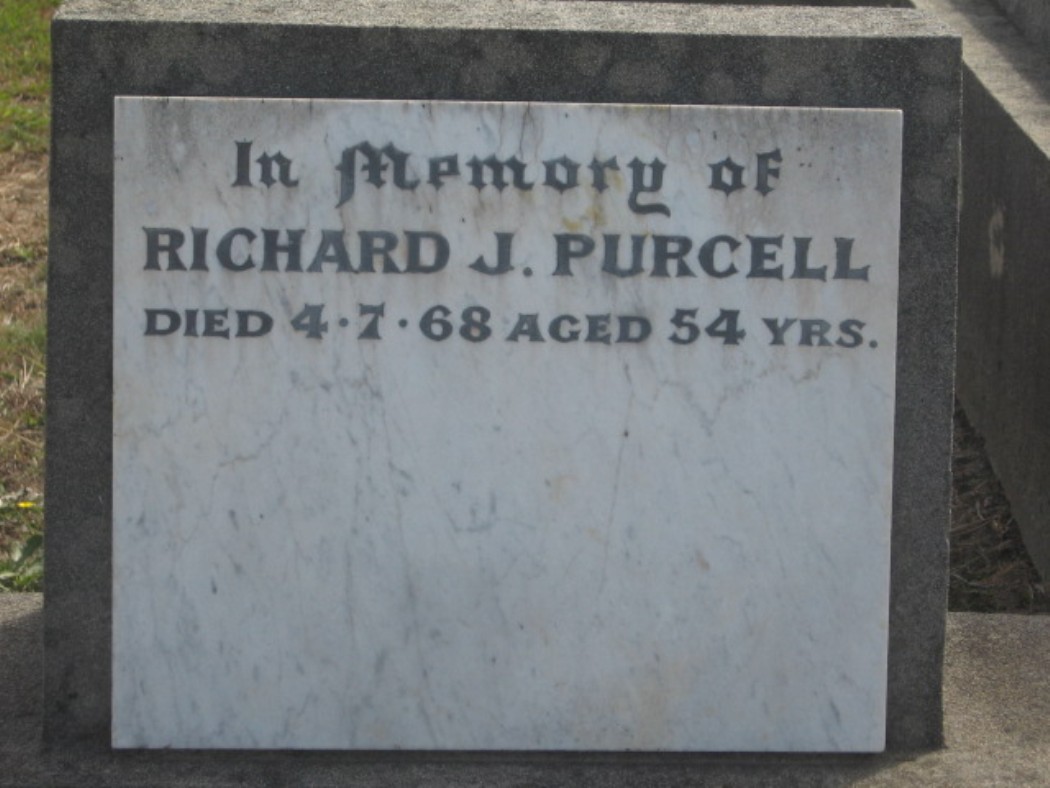 In Memory of
RICHARD J. PURCELL
DIED 4·7·68 AGED 54 YRS.